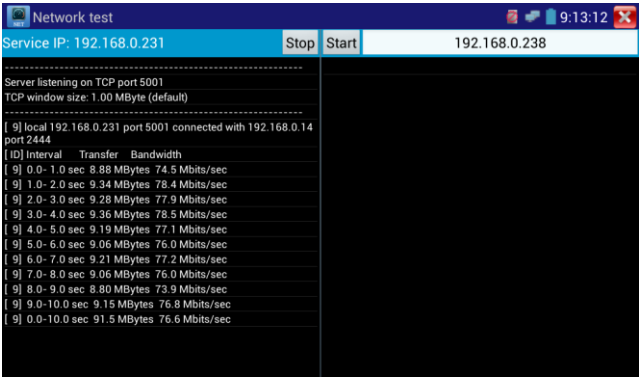 NET
Network test
9:13:12
Service IP: 192.168.0.231
Stop
Start
192.168.0.238
------------------------------------------------------------
Server listening on TCP port 5001
TCP window size: 1.00 MByte (default)
------------------------------------------------------------
[ 9] local 192.168.0.231 port 5001 connected with 192.168.0.14
port 2444
[ ID] Interval Transfer Bandwidth
[ 9] 0.0- 1.0 sec 8.88 MBytes 74.5 Mbits/sec
[ 9] 1.0- 2.0 sec 9.34 MBytes 78.4 Mbits/sec
[ 9] 2.0- 3.0 sec 9.28 MBytes 77.9 Mbits/sec
[ 9] 3.0- 4.0 sec 9.36 MBytes 78.5 Mbits/sec
[ 9] 4.0- 5.0 sec 9.19 MBytes 77.1 Mbits/sec
[ 9] 5.0- 6.0 sec 9.06 MBytes 76.0 Mbits/sec
[ 9] 6.0- 7.0 sec 9.21 MBytes 77.2 Mbits/sec
[ 9] 7.0- 8.0 sec 9.06 MBytes 76.0 Mbits/sec
[ 9] 8.0- 9.0 sec 8.80 MBytes 73.9 Mbits/sec
[ 9] 9.0-10.0 sec 9.15 MBytes 76.8 Mbits/sec
[ 9] 0.0-10.0 sec 91.5 MBytes 76.6 Mbits/sec